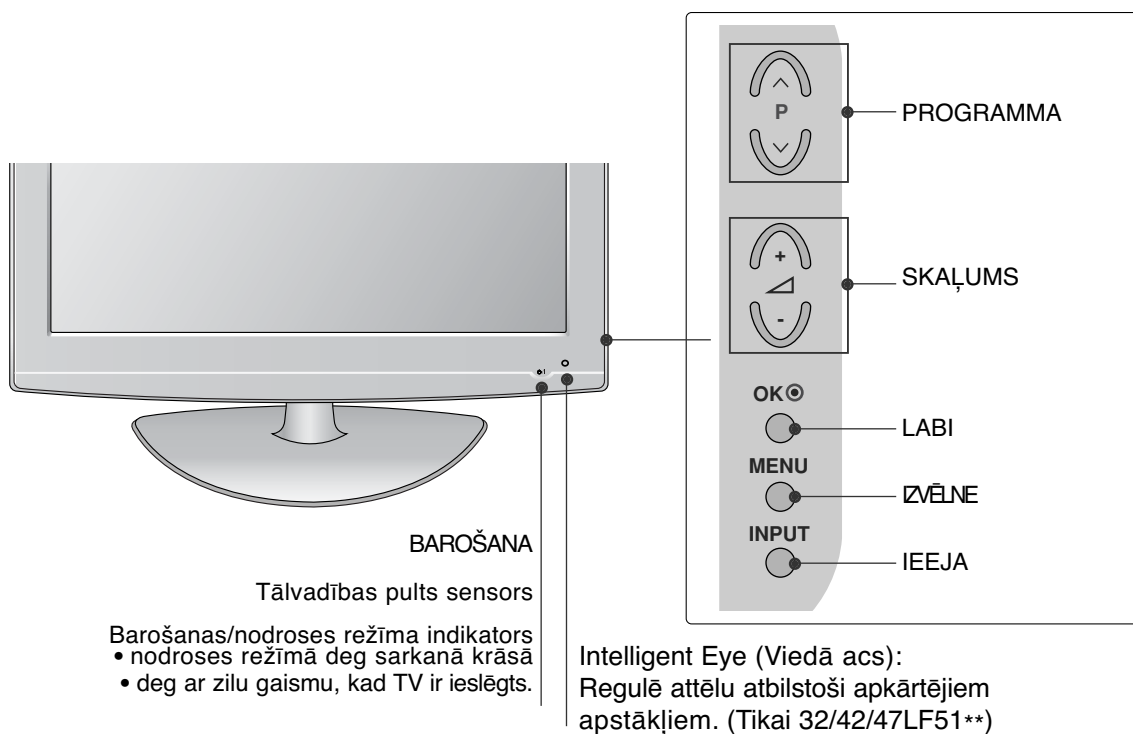 P
PROGRAMMA
+
-
SKAĻUMS
OK
LABI
MENU
IZVĒLNE
INPUT
IEEJA
BAROŠANA
Tālvadības pults sensors
Barošanas/nodroses režīma indikators
• nodroses režīmā deg sarkanā krāsā
• deg ar zilu gaismu, kad TV ir ieslēgts.
Intelligent Eye (Viedā acs):
Regulē attēlu atbilstoši apkārtējiem
apstākļiem. (Tikai 32/42/47LF51**)